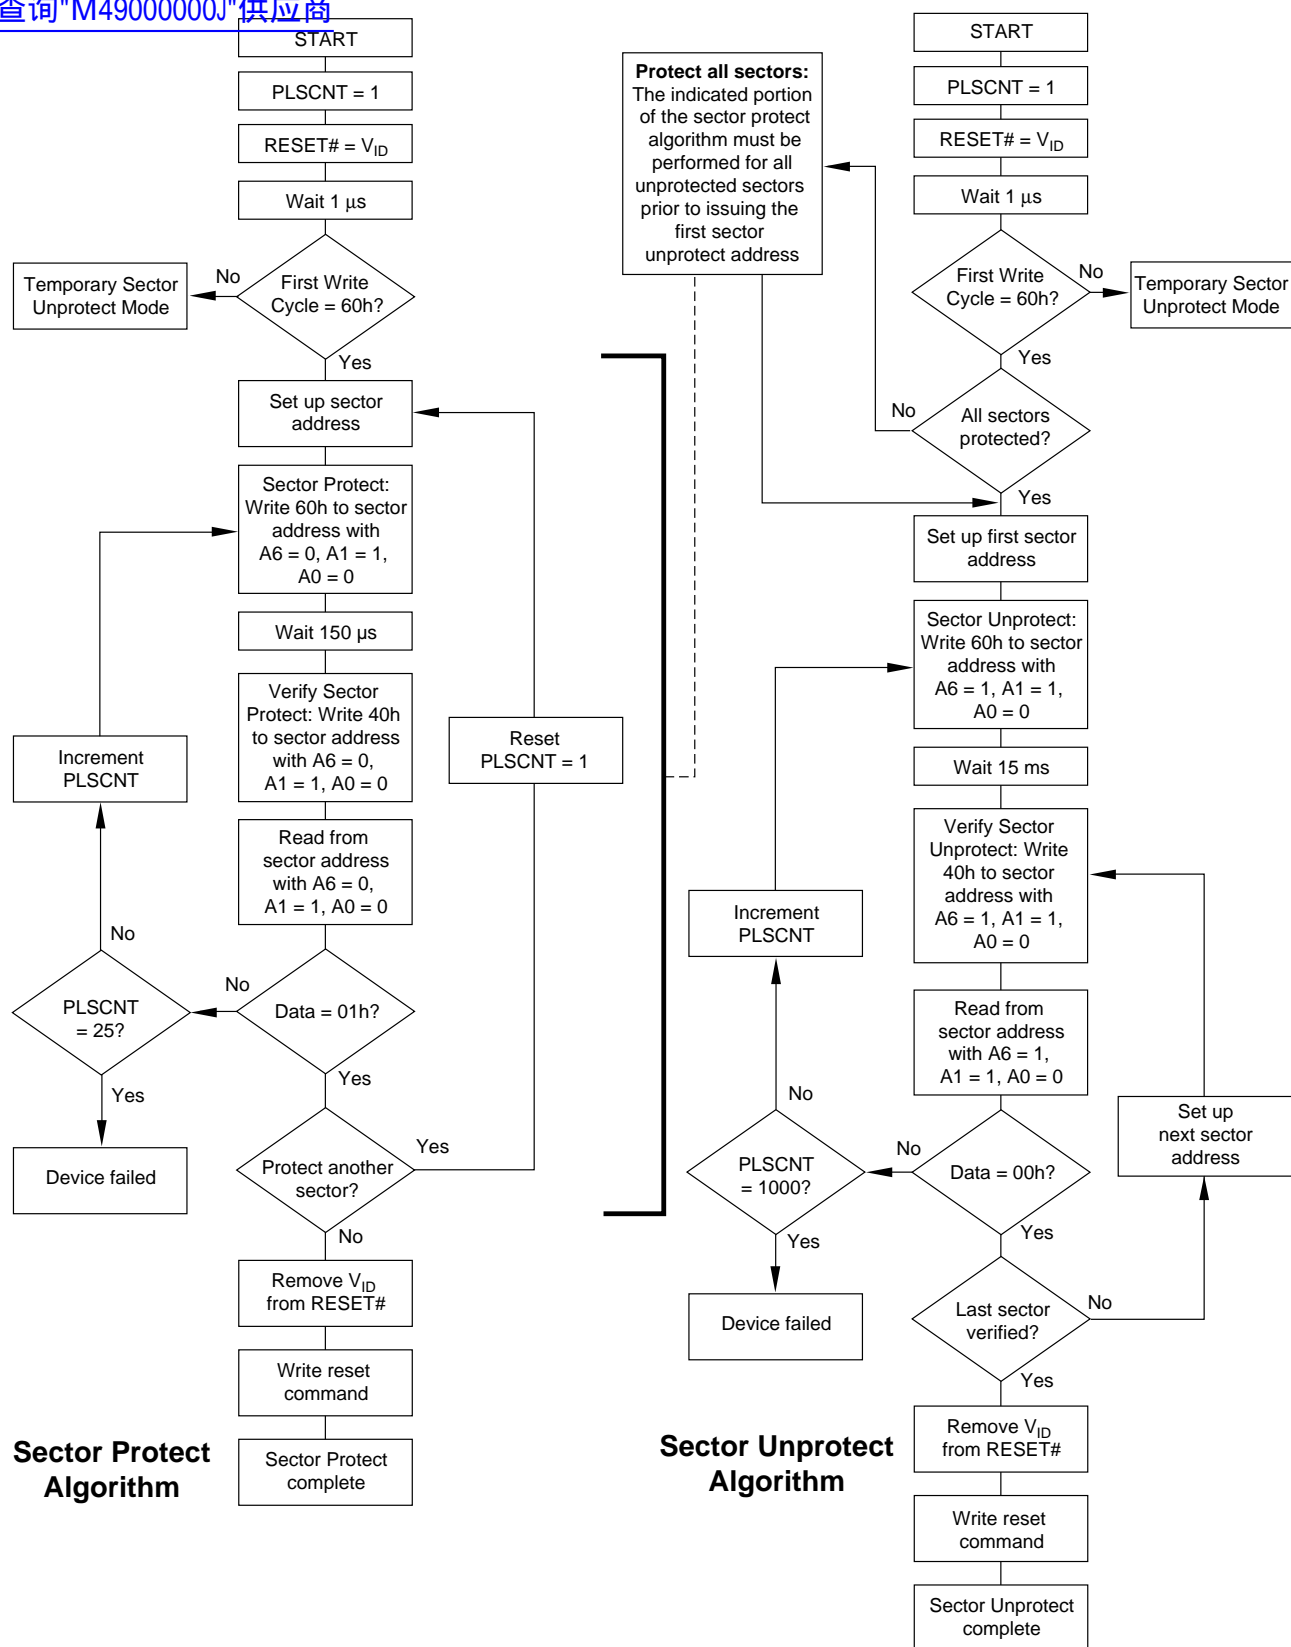 查询"M49000000J"供应商
START
PLSCNT = 1
RESET# = VID
Wait 1 μs
First Write
Cycle = 60h?
No
Temporary Sector
Unprotect Mode
Yes
Set up sector
address
Sector Protect:
Write 60h to sector
address with
A6 = 0, A1 = 1,
A0 = 0
Wait 150 µs
Verify Sector
Protect: Write 40h
to sector address
with A6 = 0,
A1 = 1, A0 = 0
Increment
PLSCNT
Reset
PLSCNT = 1
Read from
sector address
with A6 = 0,
A1 = 1, A0 = 0
No
PLSCNT
= 25?
No
Data = 01h?
Yes
Yes
Device failed
Protect another
sector?
Yes
No
Remove VID
from RESET#
Write reset
command
Sector Protect
complete
Sector Protect
Algorithm
Protect all sectors:
The indicated portion
of the sector protect
algorithm must be
performed for all
unprotected sectors
prior to issuing the
first sector
unprotect address
START
PLSCNT = 1
RESET# = VID
Wait 1 μs
First Write
Cycle = 60h?
No
Temporary Sector
Unprotect Mode
Yes
No
All sectors
protected?
Yes
Set up first sector
address
Sector Unprotect:
Write 60h to sector
address with
A6 = 1, A1 = 1,
A0 = 0
Wait 15 ms
Verify Sector
Unprotect: Write
40h to sector
address with
A6 = 1, A1 = 1,
A0 = 0
Increment
PLSCNT
Read from
sector address
with A6 = 1,
A1 = 1, A0 = 0
No
PLSCNT
= 1000?
No
Data = 00h?
Set up
next sector
address
Yes
Yes
Device failed
Last sector
verified?
No
Yes
Remove VID
from RESET#
Write reset
command
Sector Unprotect
complete
Sector Unprotect
Algorithm